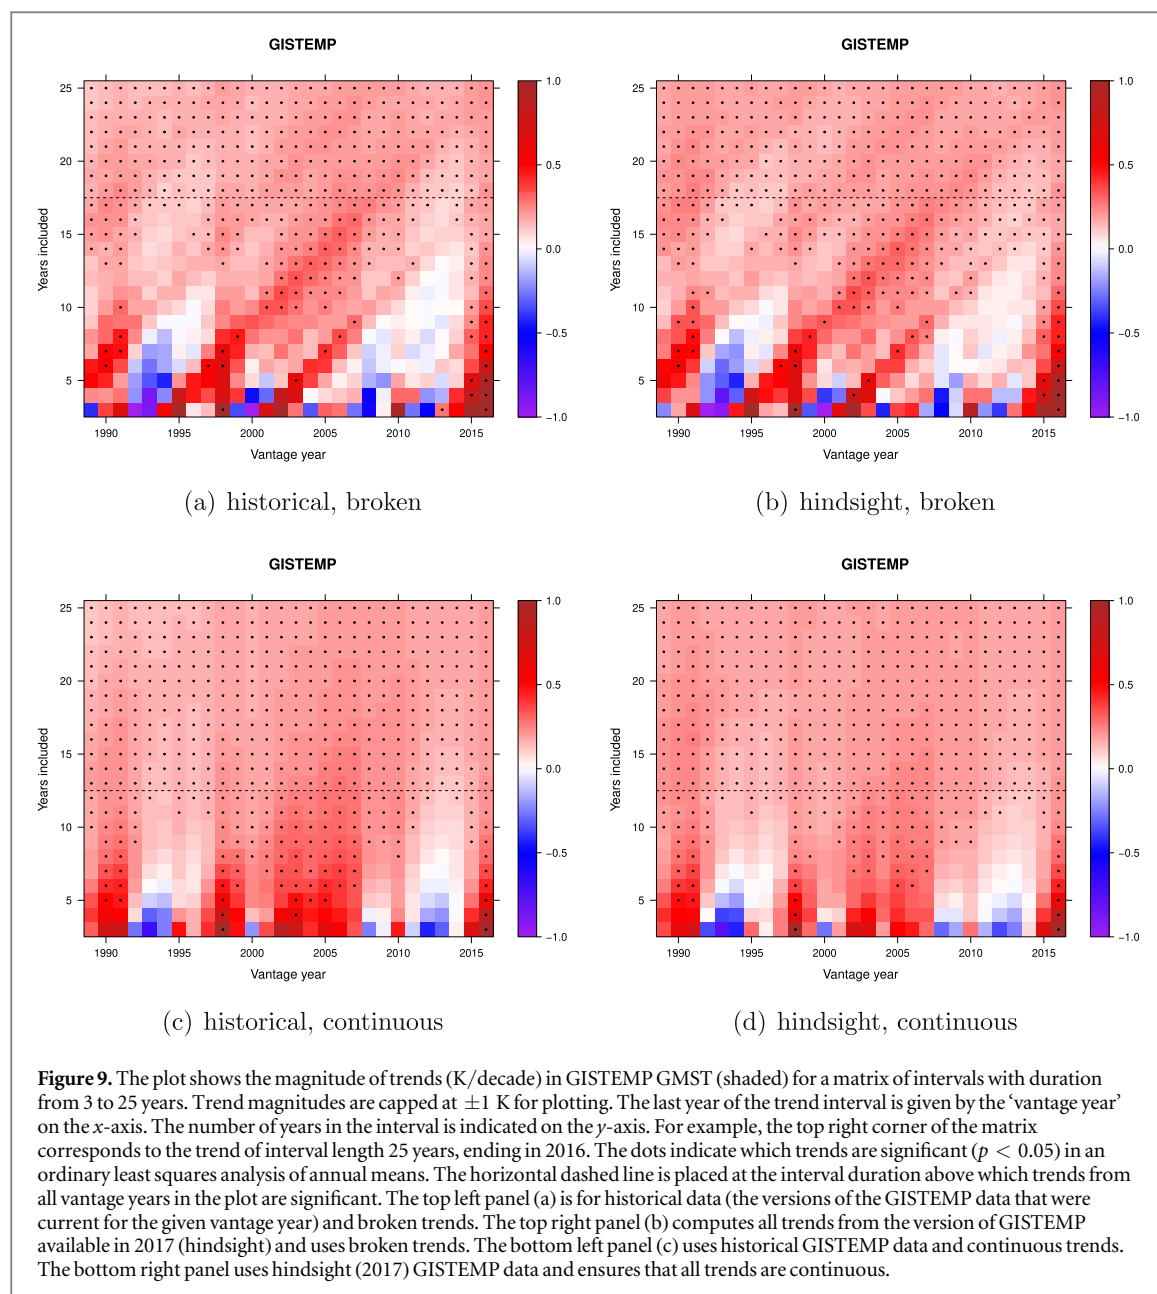 GISTEMP
GISTEMP
25
20
15
10
5
Years included
1990
1995
2000
2005
2010
2015
Vantage year
1.0
0.5
0.0
−0.5
−1.0
25
20
15
10
5
Years included
1990
1995
2000
2005
2010
2015
Vantage year
1.0
0.5
0.0
−0.5
−1.0
(a) historical, broken
(b) hindsight, broken
GISTEMP
GISTEMP
25
20
15
10
5
Years included
1990
1995
2000
2005
2010
2015
Vantage year
1.0
0.5
0.0
−0.5
−1.0
25
20
15
10
5
Years included
1990
1995
2000
2005
2010
2015
Vantage year
1.0
0.5
0.0
−0.5
−1.0
(c) historical, continuous
(d) hindsight, continuous
Figure 9. The plot shows the magnitude of trends (K/decade) in GISTEMP GMST (shaded) for a matrix of intervals with duration
from 3 to 25 years. Trend magnitudes are capped at ±1 K for plotting. The last year of the trend interval is given by the ‘vantage year’
on the x-axis. The number of years in the interval is indicated on the y-axis. For example, the top right corner of the matrix
corresponds to the trend of interval length 25 years, ending in 2016. The dots indicate which trends are significant (p < 0.05) in an
ordinary least squares analysis of annual means. The horizontal dashed line is placed at the interval duration above which trends from
all vantage years in the plot are significant. The top left panel (a) is for historical data (the versions of the GISTEMP data that were
current for the given vantage year) and broken trends. The top right panel (b) computes all trends from the version of GISTEMP
available in 2017 (hindsight) and uses broken trends. The bottom left panel (c) uses historical GISTEMP data and continuous trends.
The bottom right panel uses hindsight (2017) GISTEMP data and ensures that all trends are continuous.